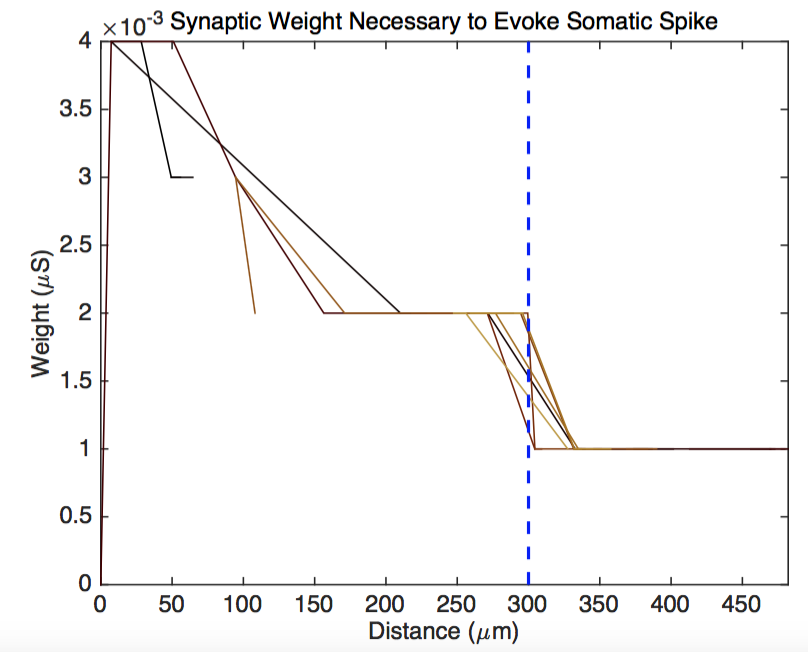 ×10⁻³ Synaptic Weight Necessary to Evoke Somatic Spike
4
3.5
3
2.5
2
1.5
1
0.5
0
Weight (μS)
0 50 100 150 200 250 300 350 400 450
Distance (μm)